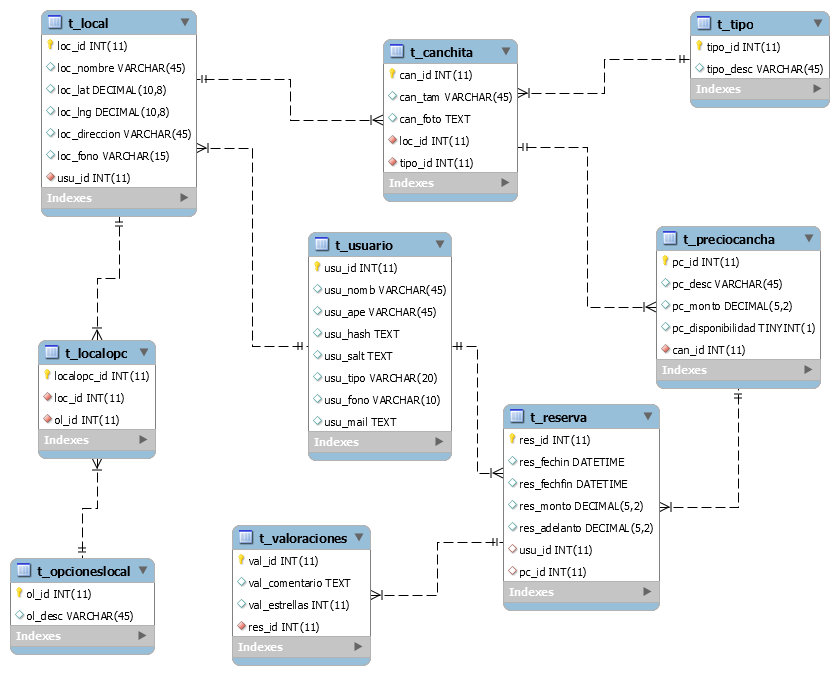 t_local
loc_id INT(11)
loc_nombre VARCHAR(45)
loc_lat DECIMAL(10,8)
loc_lng DECIMAL(10,8)
loc_direccion VARCHAR(45)
loc_fono VARCHAR(15)
usu_id INT(11)
Indexes
t_canchita
can_id INT(11)
can_tam VARCHAR(45)
can_foto TEXT
loc_id INT(11)
tipo_id INT(11)
Indexes
t_tipo
tipo_id INT(11)
tipo_desc VARCHAR(45)
Indexes
t_usuario
usu_id INT(11)
usu_nomb VARCHAR(45)
usu_ape VARCHAR(45)
usu_hash TEXT
usu_salt TEXT
usu_tipo VARCHAR(20)
usu_fono VARCHAR(10)
usu_mail TEXT
Indexes
t_preciocancha
pc_id INT(11)
pc_desc VARCHAR(45)
pc_monto DECIMAL(5,2)
pc_disponibilidad TINYINT(1)
can_id INT(11)
Indexes
t_localopc
localopc_id INT(11)
loc_id INT(11)
ol_id INT(11)
Indexes
t_reserva
res_id INT(11)
res_fechin DATETIME
res_fechfin DATETIME
res_monto DECIMAL(5,2)
res_adelanto DECIMAL(5,2)
usu_id INT(11)
pc_id INT(11)
Indexes
t_valoraciones
val_id INT(11)
val_comentario TEXT
val_estrellas INT(11)
res_id INT(11)
Indexes
t_opcioneslocal
ol_id INT(11)
ol_desc VARCHAR(45)
Indexes